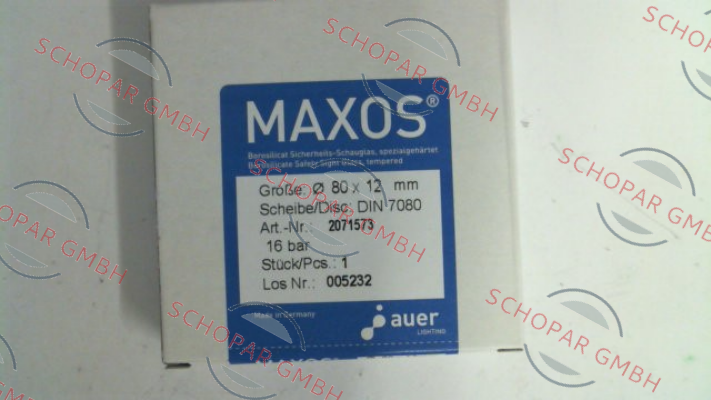 MAXOS®
Borosilicat Sicherheits-Schauglas, spezialgehärtet
Borosilicate Safety Sight Glass, tempered
Größe: Ø 80 x 12 mm
Scheibe/Disc: DIN 7080
Art.-Nr.: 2071573
16 bar
Stück/Pcs.: 1
Los Nr.: 005232
Made in Germany
auer
LIGHTING
SCHOPAR GMBH
SCHOPAR GMBH
SCHOPAR GMBH
SCHOPAR GMBH
SCHOPAR GMBH
SCHOPAR GMBH
SCHOPAR GMBH
SCHOPAR GMBH